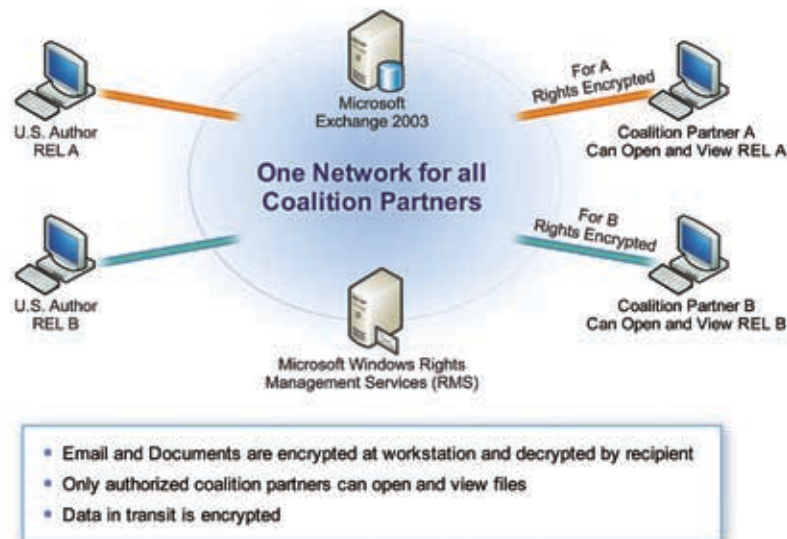 Microsoft
Exchange 2003
For A
Rights Encrypted
U.S. Author
REL A
Coalition Partner A
Can Open and View REL A
One Network for all
Coalition Partners
For B
Rights Encrypted
U.S. Author
REL B
Coalition Partner B
Can Open and View REL B
Microsoft Windows Rights
Management Services (RMS)
• Email and Documents are encrypted at workstation and decrypted by recipient
• Only authorized coalition partners can open and view files
• Data in transit is encrypted